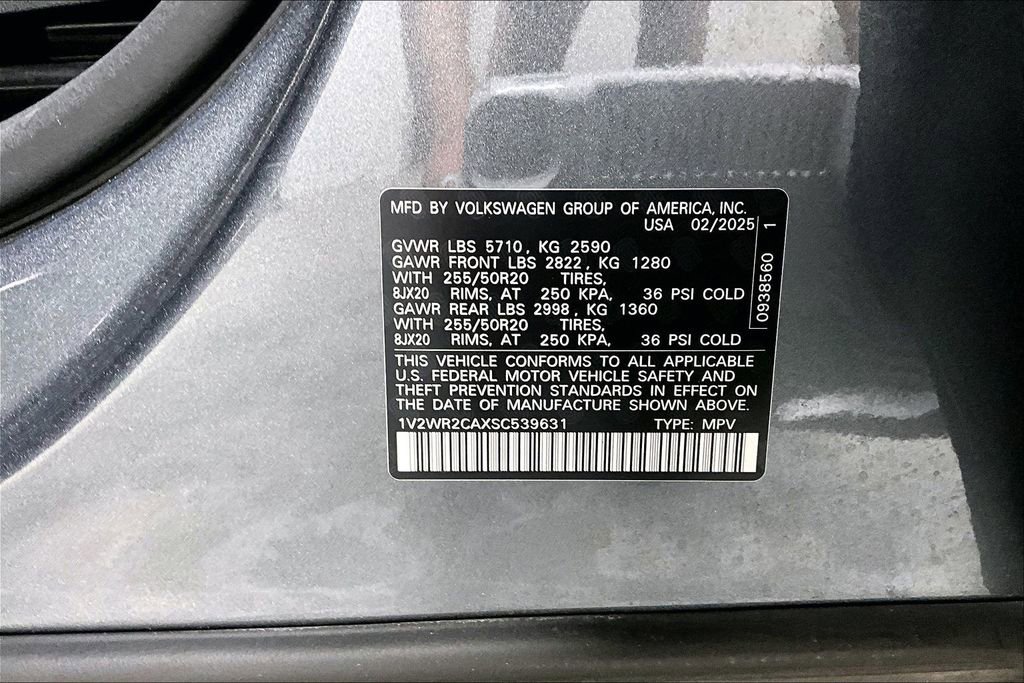 MFD BY VOLKSWAGEN GROUP OF AMERICA, INC.
USA 02/2025
GVWR LBS 5710, KG 2590
GAWR FRONT LBS 2822, KG 1280
WITH 255/50R20 TIRES,
8JX20 RIMS, AT 250 KPA, 36 PSI COLD
GAWR REAR LBS 2998, KG 1360
WITH 255/50R20 TIRES,
8JX20 RIMS, AT 250 KPA, 36 PSI COLD
0938560 1
THIS VEHICLE CONFORMS TO ALL APPLICABLE
U.S. FEDERAL MOTOR VEHICLE SAFETY AND
THEFT PREVENTION STANDARDS IN EFFECT ON
THE DATE OF MANUFACTURE SHOWN ABOVE.
1V2WR2CAXSC539631 TYPE: MPV